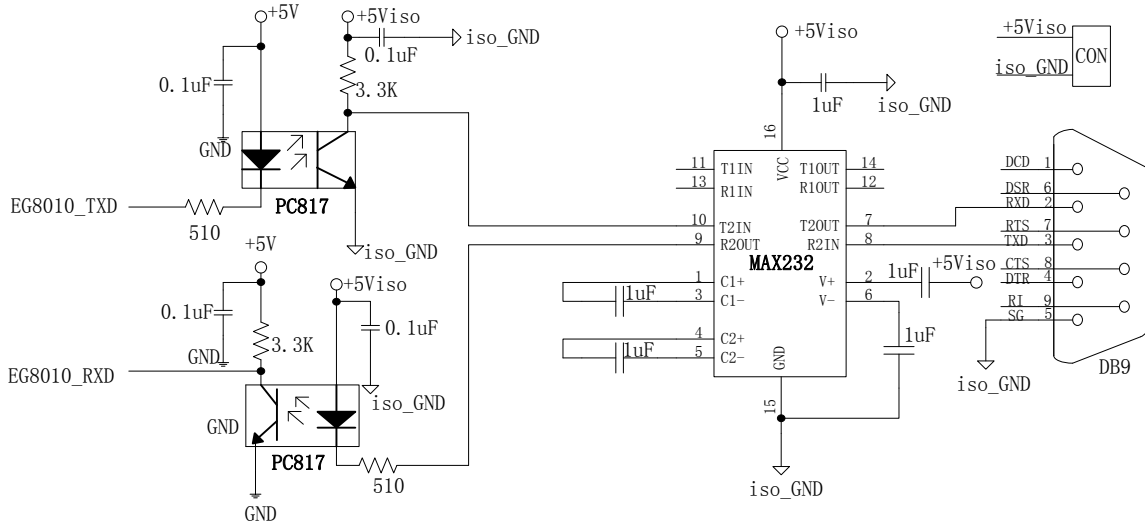 +5V
+5Viso
0.1uF
iso_GND
0.1uF
3.3K
GND
EG8010_TXD
510
PC817
iso_GND
+5V
+5Viso
0.1uF
0.1uF
3.3K
GND
iso_GND
EG8010_RXD
GND
PC817
510
GND
+5Viso
1uF
iso_GND
16
VCC
11 T1IN T1OUT 14
13 R1IN R1OUT 12
10 T2IN T2OUT 7
9 R2OUT R2IN 8
MAX232
1 C1+ V+ 2
3 C1- V- 6
4 C2+
5 C2-
GND
15
1uF
1uF
1uF
+5Viso
1uF
iso_GND
+5Viso
iso_GND
CON
DCD 1
DSR 6
RXD 2
RTS 7
TXD 3
CTS 8
DTR 4
RI 9
SG 5
iso_GND
DB9